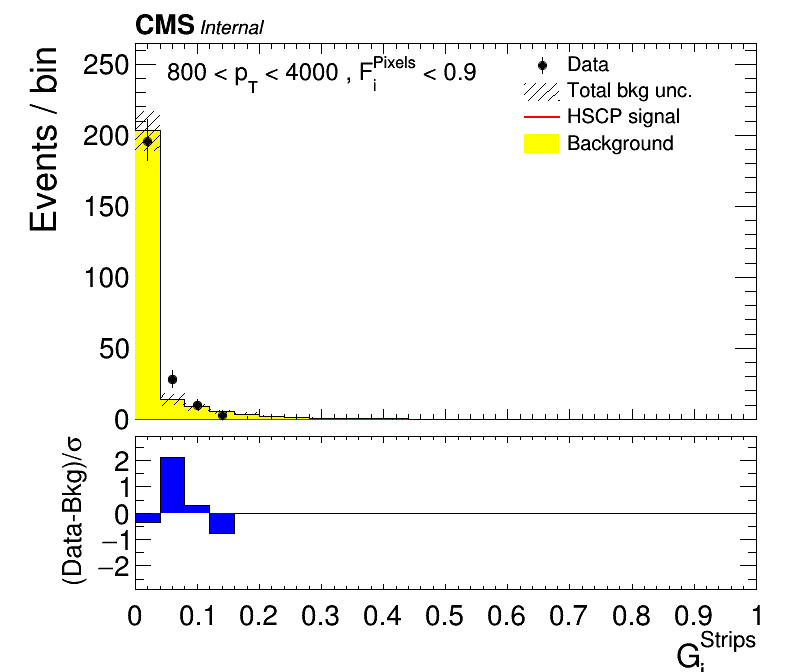 CMS Internal
800 < p_T < 4000 , F_i^Pixels < 0.9
Data
Total bkg unc.
HSCP signal
Background
Events / bin
250
200
150
100
50
0
(Data-Bkg)/σ
2
1
0
−1
−2
0 0.1 0.2 0.3 0.4 0.5 0.6 0.7 0.8 0.9 1
G_i^Strips